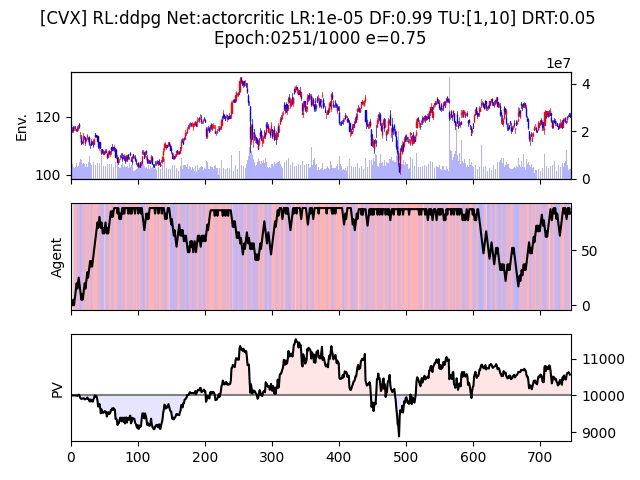 [CVX] RL:ddpg Net:actorcritic LR:1e-05 DF:0.99 TU:[1,10] DRT:0.05
Epoch:0251/1000 e=0.75
1e7
Env.
120
100
4
2
0
Agent
50
0
PV
11000
10000
9000
0 100 200 300 400 500 600 700